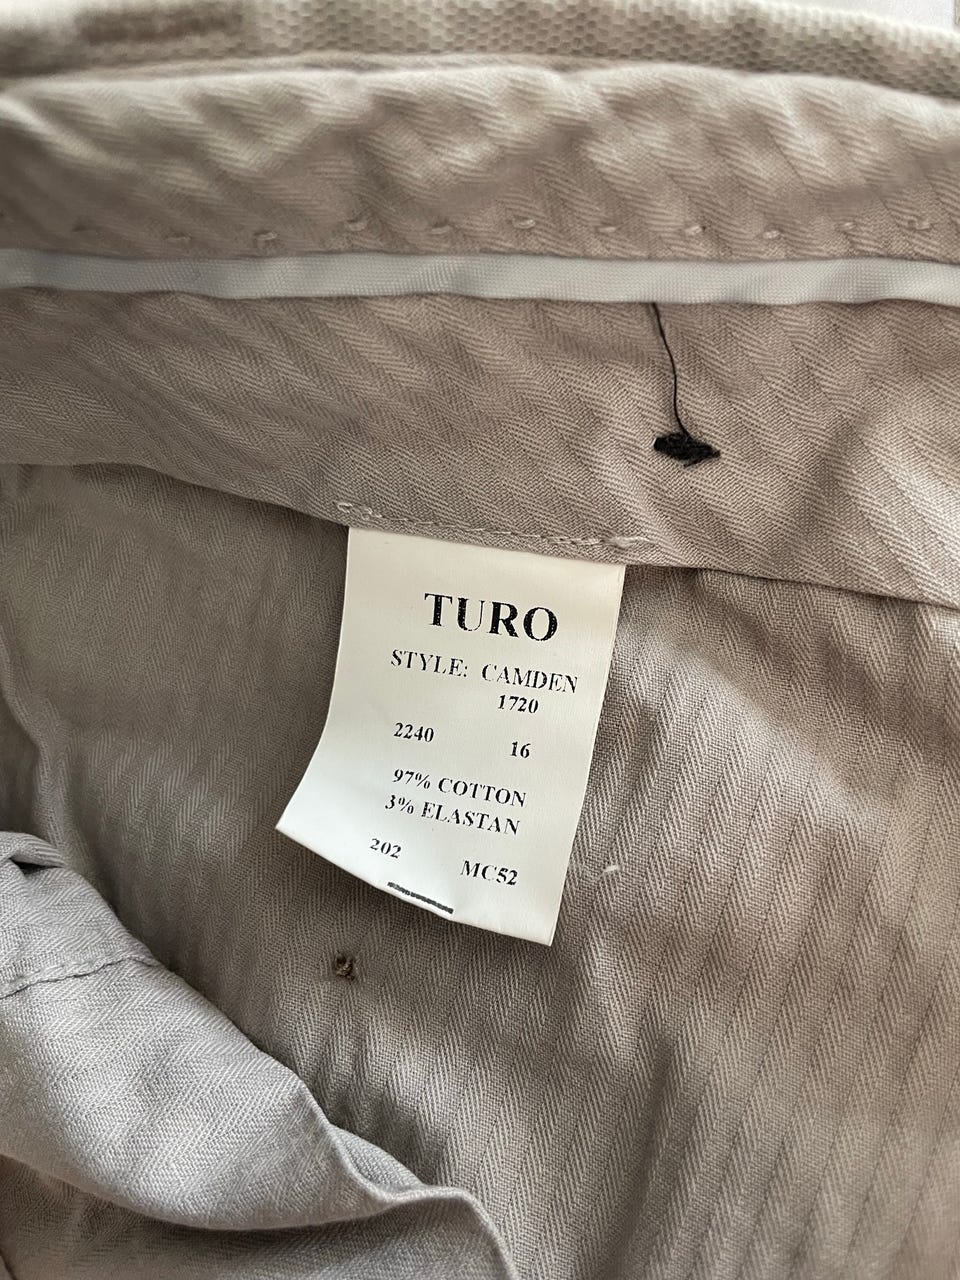 TURO
STYLE: CAMDEN
1720
2240 16
97% COTTON
3% ELASTAN
202 MC52